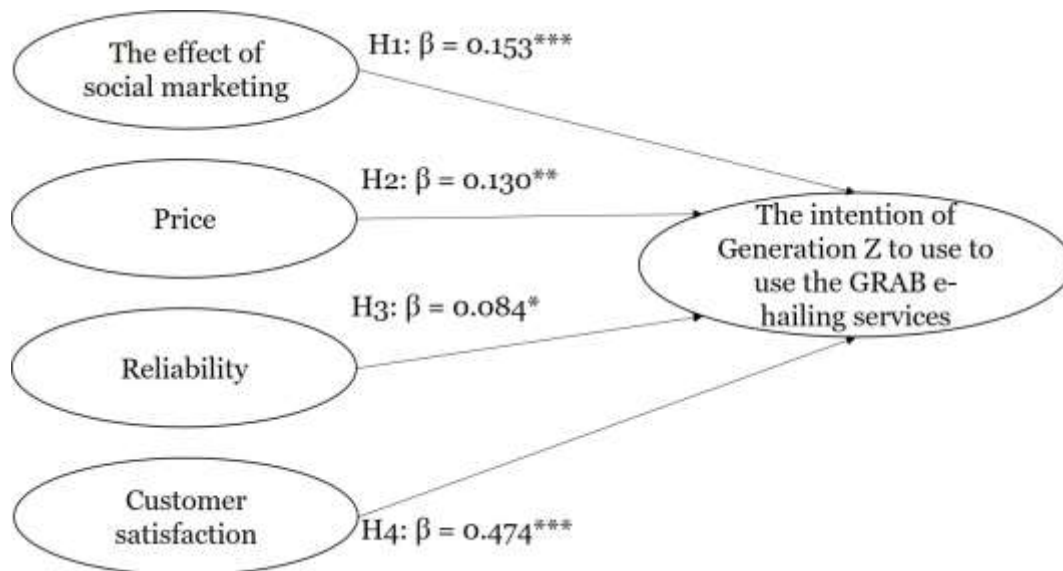 The effect of
social marketing
H1: β = 0.153***
Price
H2: β = 0.130**
The intention of
Generation Z to use to
use the GRAB e-
hailing services
Reliability
H3: β = 0.084*
Customer
satisfaction
H4: β = 0.474***